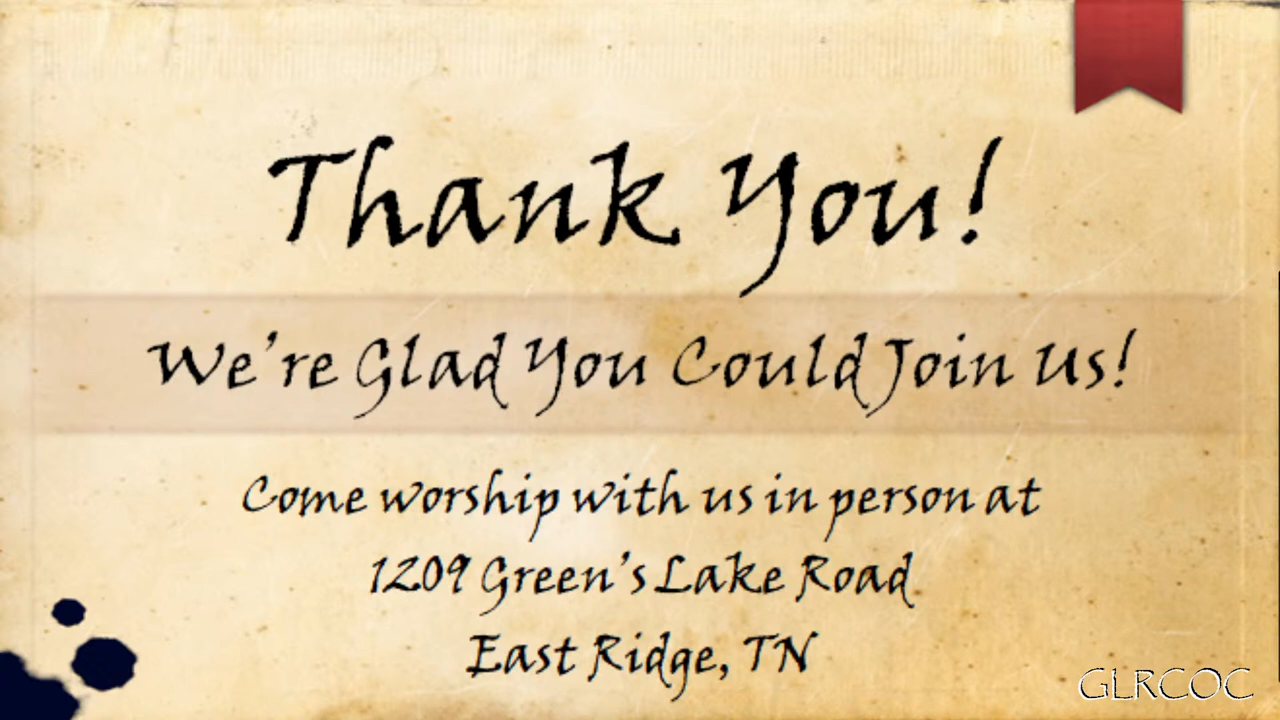 Thank You!
We're Glad You Could Join Us!
Come worship with us in person at
1209 Green's Lake Road
East Ridge, TN
GLRCOC